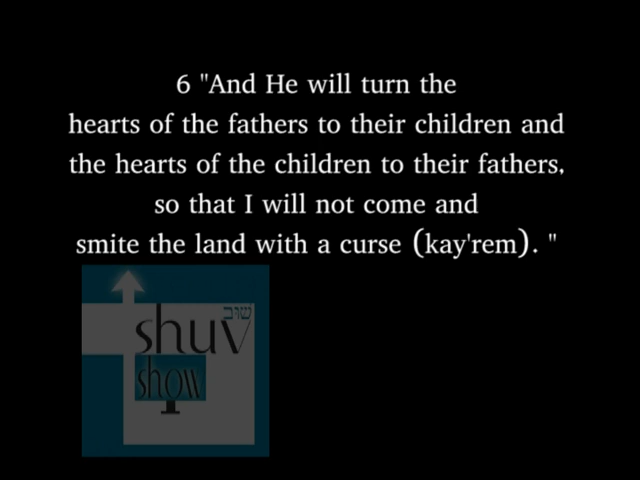 6 "And He will turn the
hearts of the fathers to their children and
the hearts of the children to their fathers,
so that I will not come and
smite the land with a curse (kay'rem). "
שוב
shuv
show